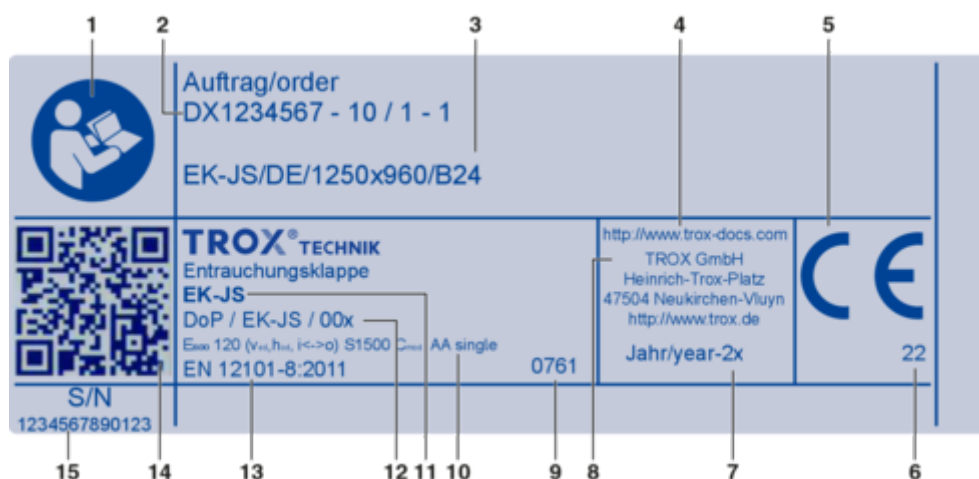 1 2 3 4 5
Auftrag/order
DX1234567 - 10 / 1 - 1
EK-JS/DE/1250x960/B24
TROX® TECHNIK
Entrauchungsklappe
EK-JS
DoP / EK-JS / 00x
120 (v h i<->o) S1500 C AA single
EN 12101-8:2011
0761
http://www.trox-docs.com
TROX GmbH
Heinrich-Trox-Platz
47504 Neukirchen-Vluyn
http://www.trox.de
Jahr/year-2x
CE
22
S/N
1234567890123
15 14 13 12 11 10 9 8 7 6